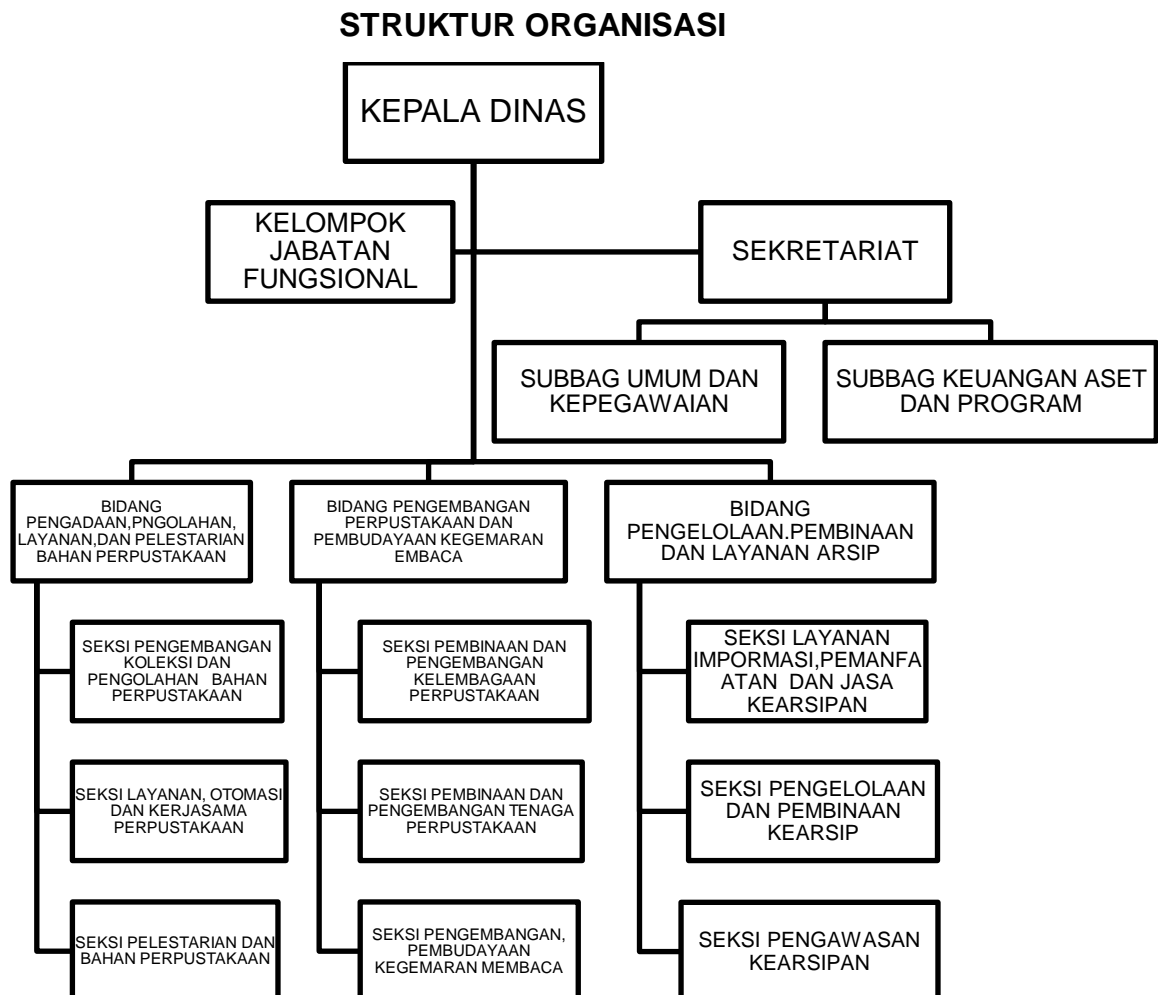 STRUKTUR ORGANISASI
KEPALA DINAS
KELOMPOK
JABATAN
FUNGSIONAL
SEKRETARIAT
SUBBAG UMUM DAN
KEPEGAWAIAN
SUBBAG KEUANGAN ASET
DAN PROGRAM
BIDANG
PENGADAAN,PNGOLAHAN,
LAYANAN,DAN PELESTARIAN
BAHAN PERPUSTAKAAN
BIDANG PENGEMBANGAN
PERPUSTAKAAN DAN
PEMBUDAYAAN KEGEMARAN
EMBACA
BIDANG
PENGELOLAAN.PEMBINAAN
DAN LAYANAN ARSIP
SEKSI PENGEMBANGAN
KOLEKSI DAN
PENGOLAHAN BAHAN
PERPUSTAKAAN
SEKSI PEMBINAAN DAN
PENGEMBANGAN
KELEMBAGAAN
PERPUSTAKAAN
SEKSI LAYANAN
IMPORMASI,PEMANFA
ATAN DAN JASA
KEARSIPAN
SEKSI LAYANAN, OTOMASI
DAN KERJASAMA
PERPUSTAKAAN
SEKSI PEMBINAAN DAN
PENGEMBANGAN TENAGA
PERPUSTAKAAN
SEKSI PENGELOLAAN
DAN PEMBINAAN
KEARSIP
SEKSI PELESTARIAN DAN
BAHAN PERPUSTAKAAN
SEKSI PENGEMBANGAN,
PEMBUDAYAAN
KEGEMARAN MEMBACA
SEKSI PENGAWASAN
KEARSIPAN